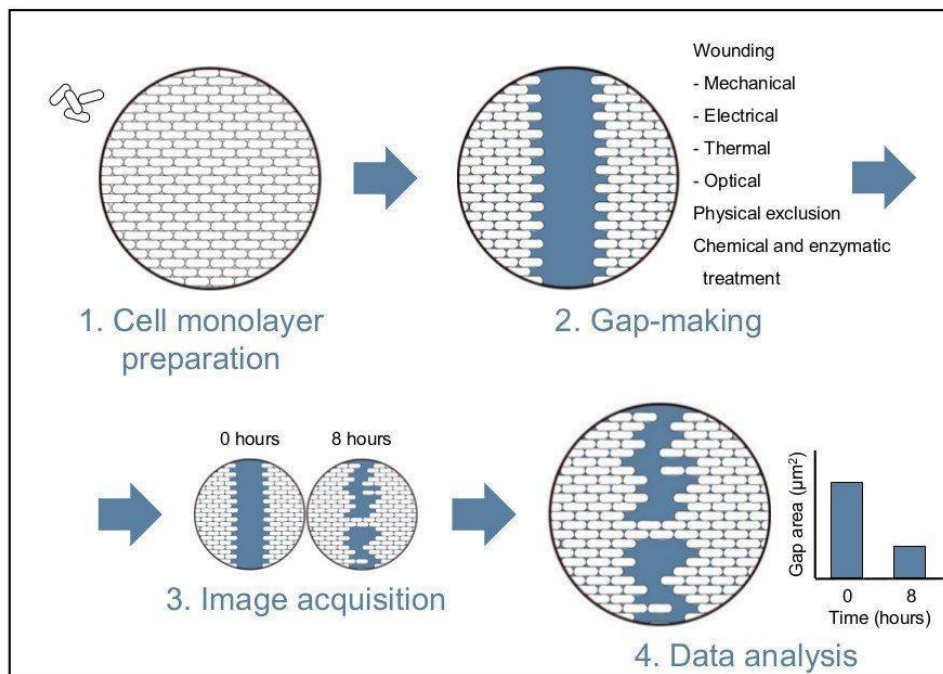 Wounding
- Mechanical
- Electrical
- Thermal
- Optical
Physical exclusion
Chemical and enzymatic
treatment
1. Cell monolayer
preparation
2. Gap-making
0 hours
8 hours
3. Image acquisition
Gap area (µm²)
0
8
Time (hours)
4. Data analysis